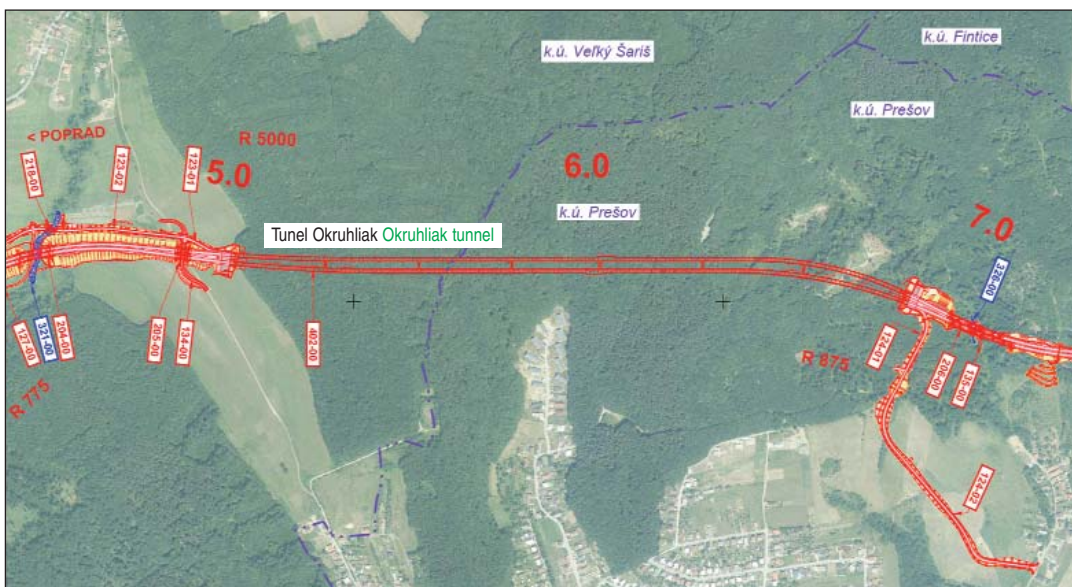 k.ú. Veľký Šariš
k.ú. Fintice
k.ú. Prešov
< POPRAD
R 5000
5.0
6.0
k.ú. Prešov
7.0
218-00
123-02
123-01
Tunel Okruhliak Okruhliak tunnel
326-00
127-00
321-00
204-00
205-00
134-00
402-00
R 775
R 875
124-01
206-00
135-00
124-02